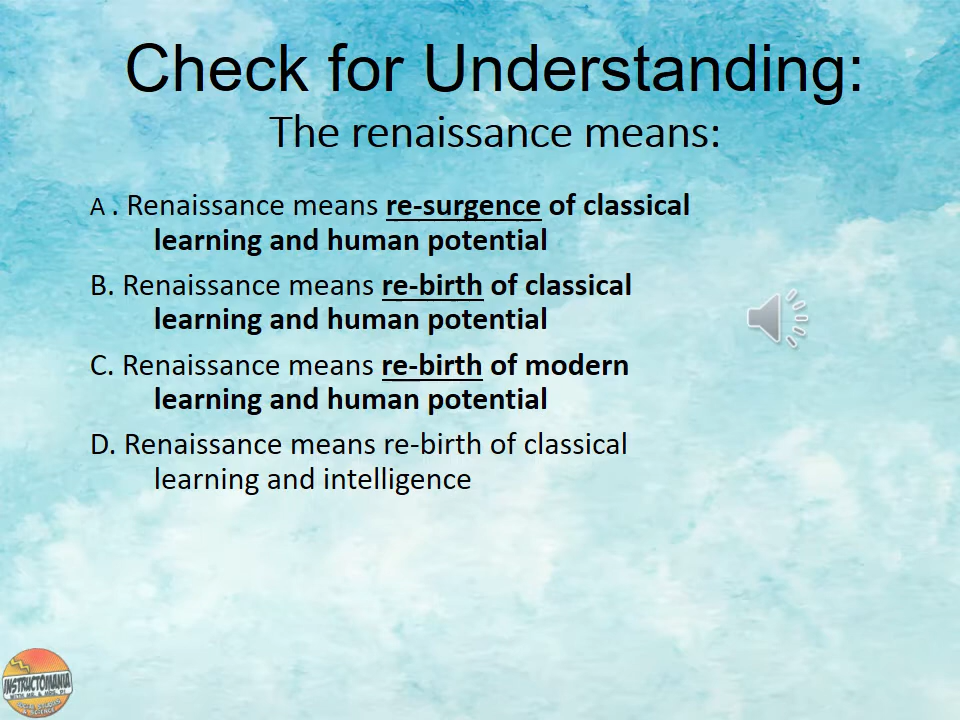 Check for Understanding:
The renaissance means:
A . Renaissance means re-surgence of classical
learning and human potential
B. Renaissance means re-birth of classical
learning and human potential
C. Renaissance means re-birth of modern
learning and human potential
D. Renaissance means re-birth of classical
learning and intelligence
INSTRUCTOMANIA